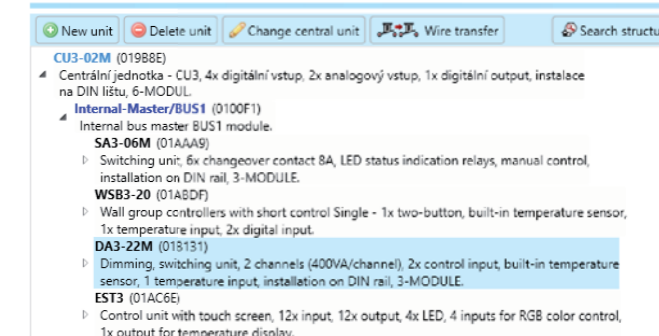 New unit Delete unit Change central unit Wire transfer Search structu
CU3-02M (019B8E)
Centrální jednotka - CU3, 4x digitální vstup, 2x analogový vstup, 1x digitální output, instalace
na DIN lištu, 6-MODUL.
Internal-Master/BUS1 (0100F1)
Internal bus master BUS1 module.
SA3-06M (01AAA9)
Switching unit, 6x changeover contact 8A, LED status indication relays, manual control,
installation on DIN rail, 3-MODULE.
WSB3-20 (01ABDF)
Wall group controllers with short control Single - 1x two-button, built-in temperature sensor,
1x temperature input, 2x digital input.
DA3-22M (018131)
Dimming, switching unit, 2 channels (400VA/channel), 2x control input, built-in temperature
sensor, 1 temperature input, installation on DIN rail, 3-MODULE.
EST3 (01AC6E)
Control unit with touch screen, 12x input, 12x output, 4x LED, 4 inputs for RGB color control,
1x output for temperature display.